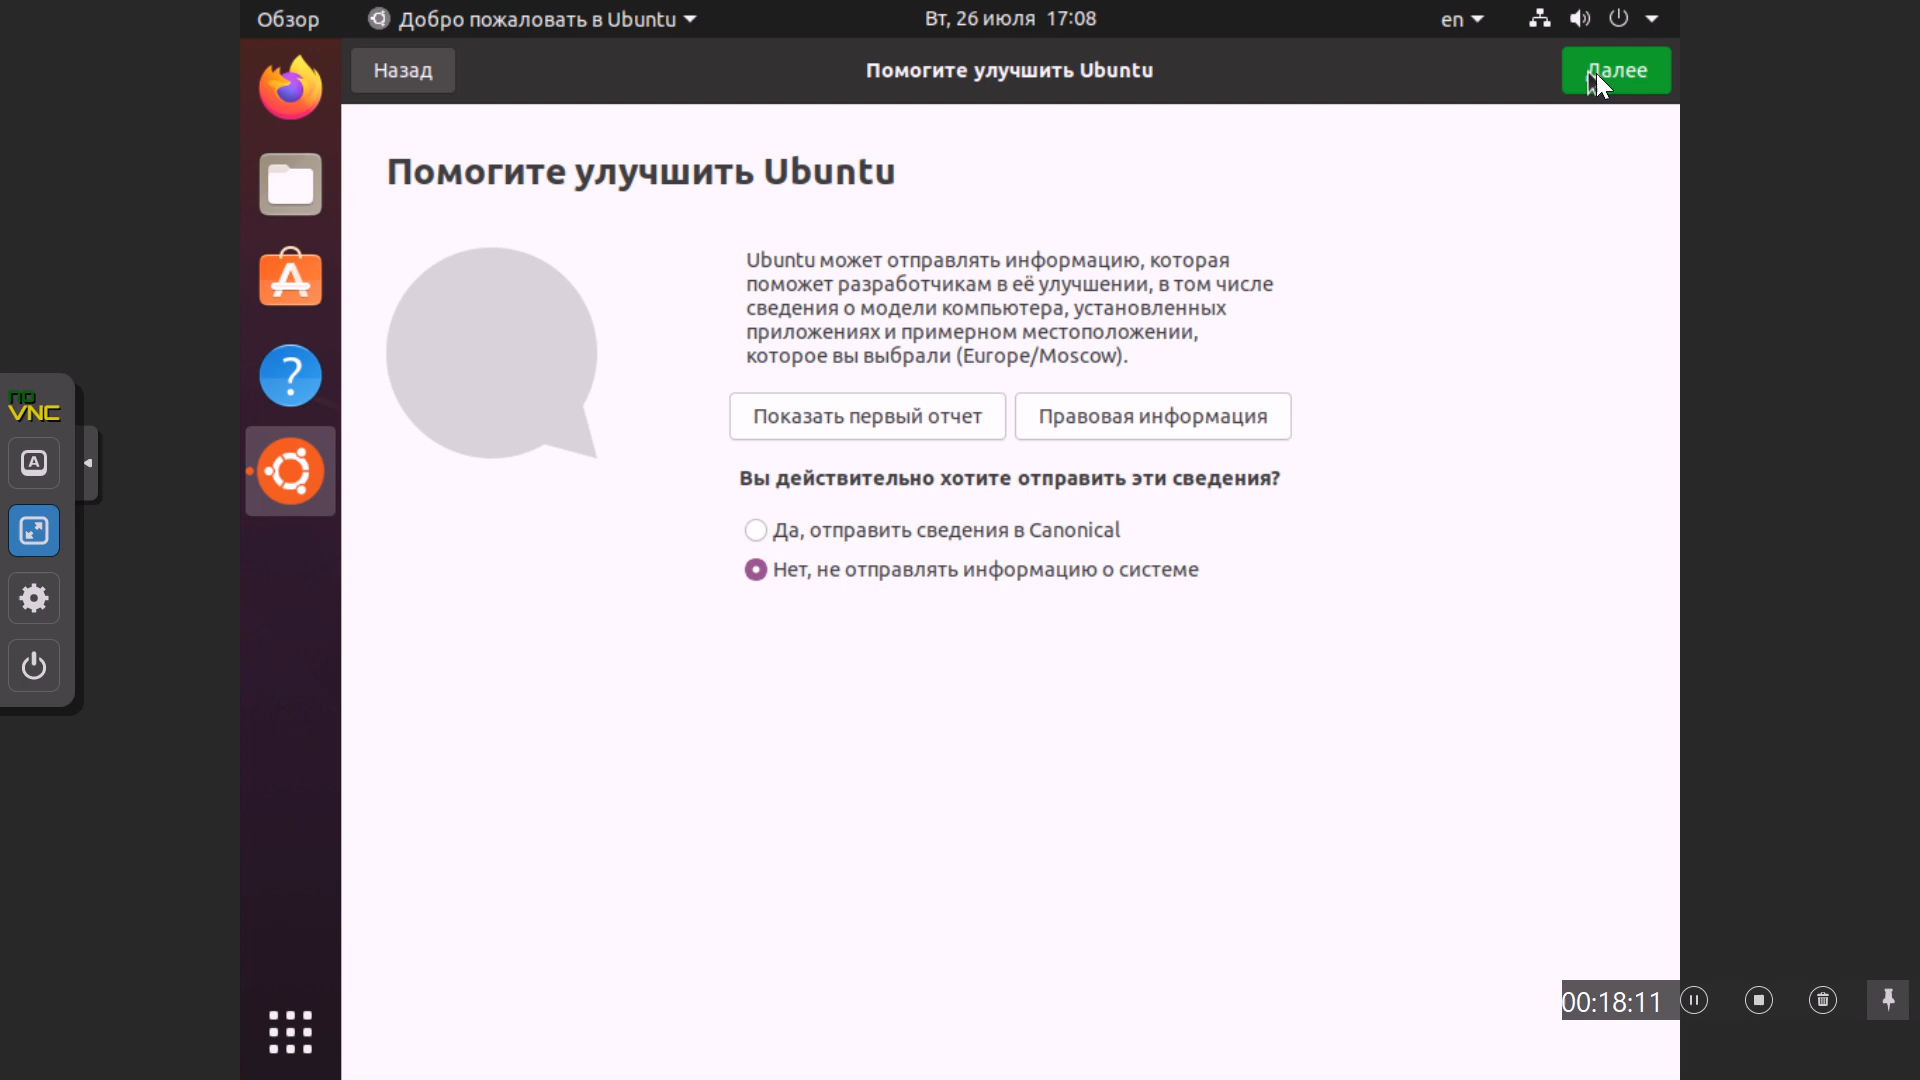 Обзор
Добро пожаловать в Ubuntu
Вт, 26 июля 17:08
en
Назад
Помогите улучшить Ubuntu
Далее
Помогите улучшить Ubuntu
Ubuntu может отправлять информацию, которая
поможет разработчикам в её улучшении, в том числе
сведения о модели компьютера, установленных
приложениях и примерном местоположении,
которое вы выбрали (Europe/Moscow).
Показать первый отчет
Правовая информация
Вы действительно хотите отправить эти сведения?
Да, отправить сведения в Canonical
Нет, не отправлять информацию о системе
no
VNC
A
00:18:11